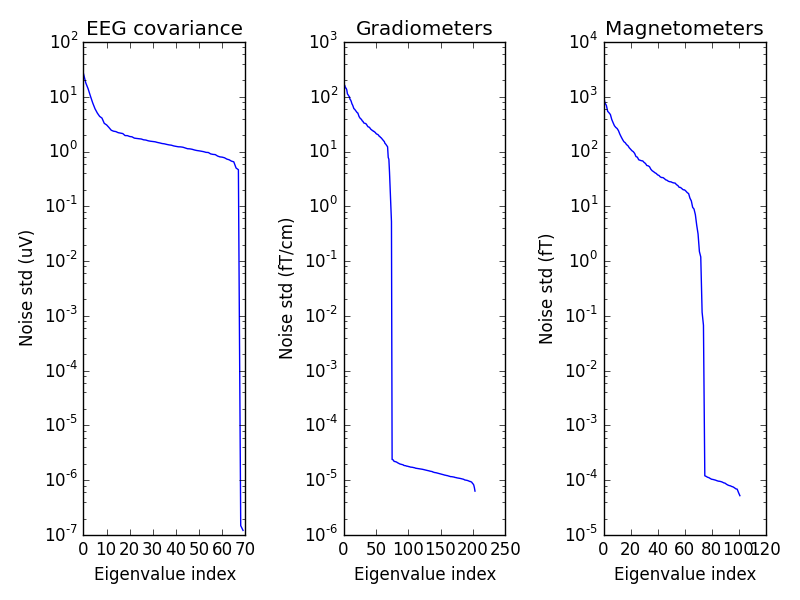 EEG covariance
Noise std (uV)
10^2
10^1
10^0
10^-1
10^-2
10^-3
10^-4
10^-5
10^-6
10^-7
0 10 20 30 40 50 60 70
Eigenvalue index
Gradiometers
Noise std (fT/cm)
10^3
10^2
10^1
10^0
10^-1
10^-2
10^-3
10^-4
10^-5
10^-6
0 50 100 150 200 250
Eigenvalue index
Magnetometers
Noise std (fT)
10^4
10^3
10^2
10^1
10^0
10^-1
10^-2
10^-3
10^-4
10^-5
0 20 40 60 80 100 120
Eigenvalue index